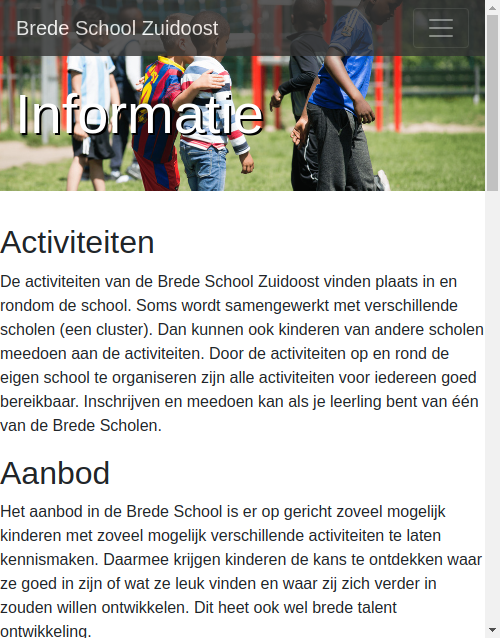 Brede School Zuidoost
Informatie
Activiteiten
De activiteiten van de Brede School Zuidoost vinden plaats in en
rondom de school. Soms wordt samengewerkt met verschillende
scholen (een cluster). Dan kunnen ook kinderen van andere scholen
meedoen aan de activiteiten. Door de activiteiten op en rond de
eigen school te organiseren zijn alle activiteiten voor iedereen goed
bereikbaar. Inschrijven en meedoen kan als je leerling bent van één
van de Brede Scholen.
Aanbod
Het aanbod in de Brede School is er op gericht zoveel mogelijk
kinderen met zoveel mogelijk verschillende activiteiten te laten
kennismaken. Daarmee krijgen kinderen de kans te ontdekken waar
ze goed in zijn of wat ze leuk vinden en waar zij zich verder in
zouden willen ontwikkelen. Dit heet ook wel brede talent
ontwikkeling.